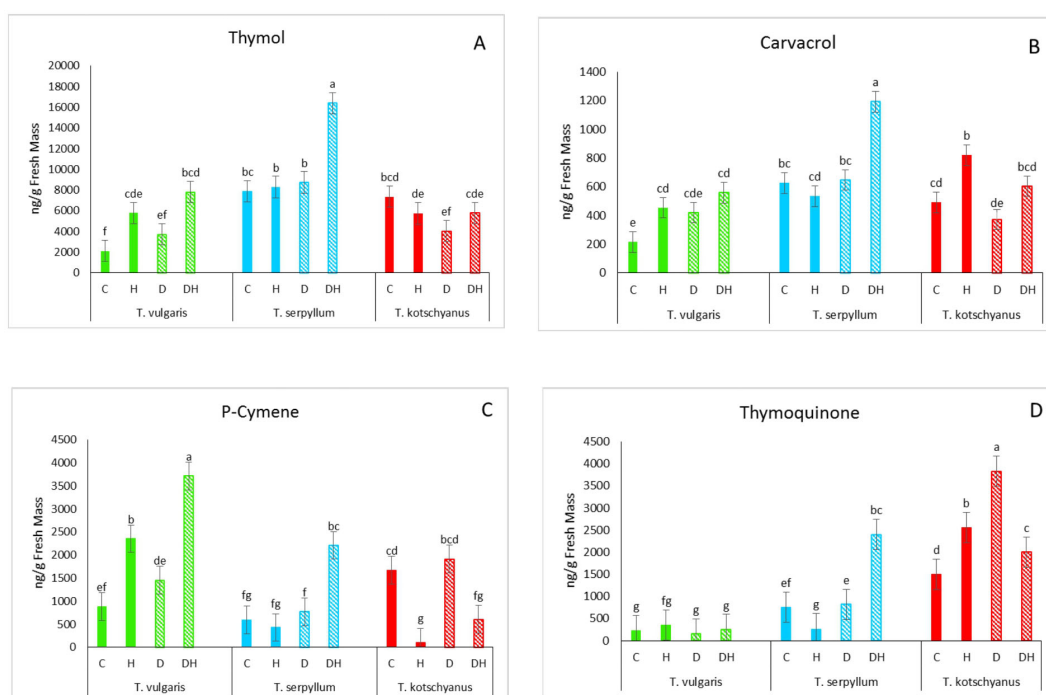 Thymol
A
ng/g Fresh Mass
20000
18000
16000
14000
12000
10000
8000
6000
4000
2000
0
f cde ef bcd bc b b a bcd de ef cde
C H D DH C H D DH C H D DH
T. vulgaris T. serpyllum T. kotschyanus
Carvacrol
B
ng/g Fresh Mass
1400
1200
1000
800
600
400
200
0
e cd cde cd bc cd bc a cd b de bcd
C H D DH C H D DH C H D DH
T. vulgaris T. serpyllum T. kotschyanus
P-Cymene
C
ng/g Fresh Mass
4500
4000
3500
3000
2500
2000
1500
1000
500
0
ef b de a fg fg f bc cd g bcd fg
C H D DH C H D DH C H D DH
T. vulgaris T. serpyllum T. kotschyanus
Thymoquinone
D
ng/g Fresh Mass
4500
4000
3500
3000
2500
2000
1500
1000
500
0
g fg g g ef g e bc d b a c
C H D DH C H D DH C H D DH
T. vulgaris T. serpyllum T. kotschyanus